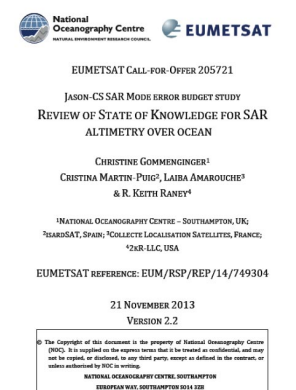 National
Oceanography Centre
NATURAL ENVIRONMENT RESEARCH COUNCIL
EUMETSAT
EUMETSAT CALL-FOR-OFFER 205721
JASON-CS SAR MODE ERROR BUDGET STUDY
REVIEW OF STATE OF KNOWLEDGE FOR SAR
ALTIMETRY OVER OCEAN
CHRISTINE GOMMENGINGER¹
CRISTINA MARTIN-PUIG², LAIBA AMAROUCHE³
& R. KEITH RANEY⁴
¹NATIONAL OCEANOGRAPHY CENTRE – SOUTHAMPTON, UK;
²ISARDSAT, SPAIN; ³COLLECTE LOCALISATION SATELLITES, FRANCE;
⁴2KR-LLC, USA
EUMETSAT REFERENCE: EUM/RSP/REP/14/749304
21 NOVEMBER 2013
VERSION 2.2
© The Copyright of this document is the property of National Oceanography Centre
(NOC). It is supplied on the express terms that it be treated as confidential, and may
not be copied, or disclosed, to any third party, except as defined in the contract, or
unless authorised by NOC in writing.
NATIONAL OCEANOGRAPHY CENTRE, SOUTHAMPTON
EUROPEAN WAY, SOUTHAMPTON SO14 3ZH